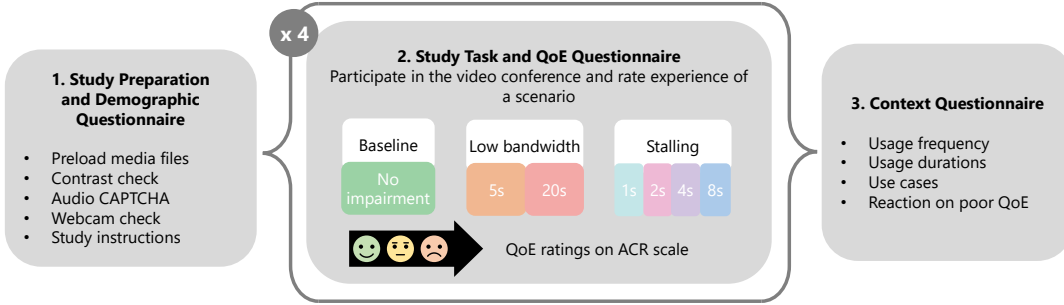 1. Study Preparation
and Demographic
Questionnaire
• Preload media files
• Contrast check
• Audio CAPTCHA
• Webcam check
• Study instructions
x 4
2. Study Task and QoE Questionnaire
Participate in the video conference and rate experience of
a scenario
Baseline
No
impairment
Low bandwidth
5s 20s
Stalling
1s 2s 4s 8s
QoE ratings on ACR scale
3. Context Questionnaire
• Usage frequency
• Usage durations
• Use cases
• Reaction on poor QoE